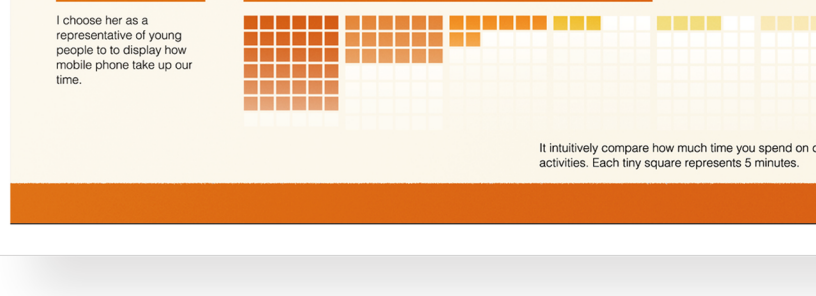 I choose her as a
representative of young
people to to display how
mobile phone take up our
time.
It intuitively compare how much time you spend on
activities. Each tiny square represents 5 minutes.